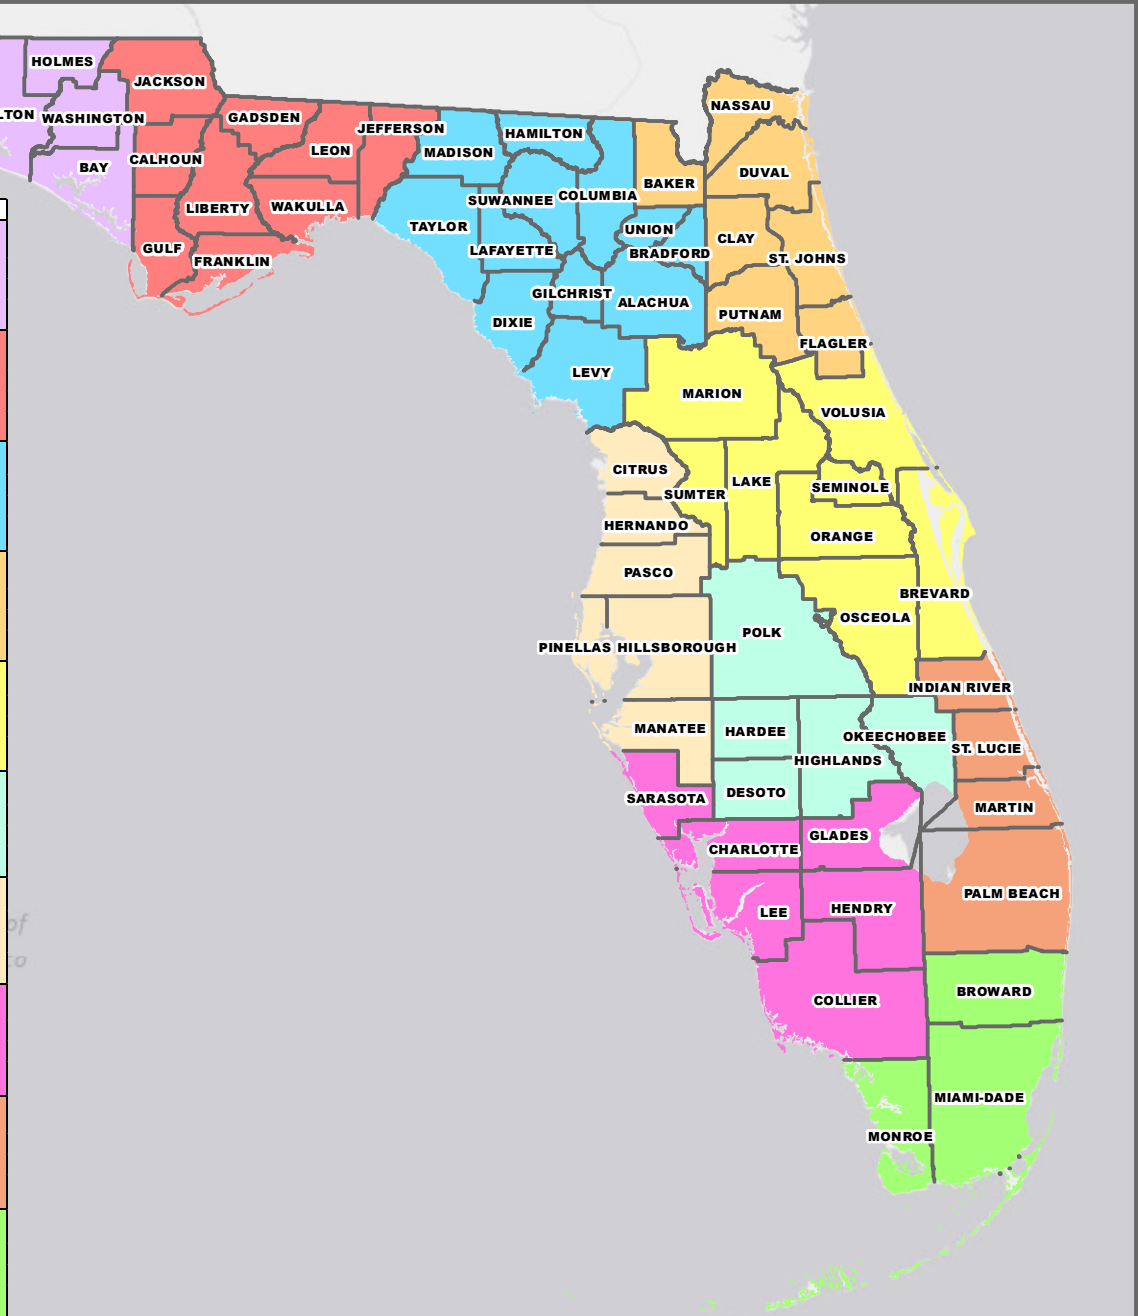 HOLMES
JACKSON
NASSAU
LTON
WASHINGTON
GADSDEN
JEFFERSON
HAMILTON
LEON
MADISON
CALHOUN
BAY
DUVAL
BAKER
COLUMBIA
SUWANNEE
LIBERTY
WAKULLA
TAYLOR
UNION
CLAY
GULF
LAFAYETTE
BRADFORD
ST. JOHNS
FRANKLIN
GILCHRIST
ALACHUA
PUTNAM
DIXIE
FLAGLER
LEVY
MARION
VOLUSIA
CITRUS
LAKE
SEMINOLE
SUMTER
HERNANDO
ORANGE
PASCO
BREVARD
OSCEOLA
POLK
PINELLAS
HILLSBOROUGH
INDIAN RIVER
MANATEE
HARDEE
OKEECHOBEE
ST. LUCIE
HIGHLANDS
DESOTO
SARASOTA
MARTIN
GLADES
CHARLOTTE
PALM BEACH
LEE
HENDRY
of
co
BROWARD
COLLIER
MIAMI-DADE
MONROE